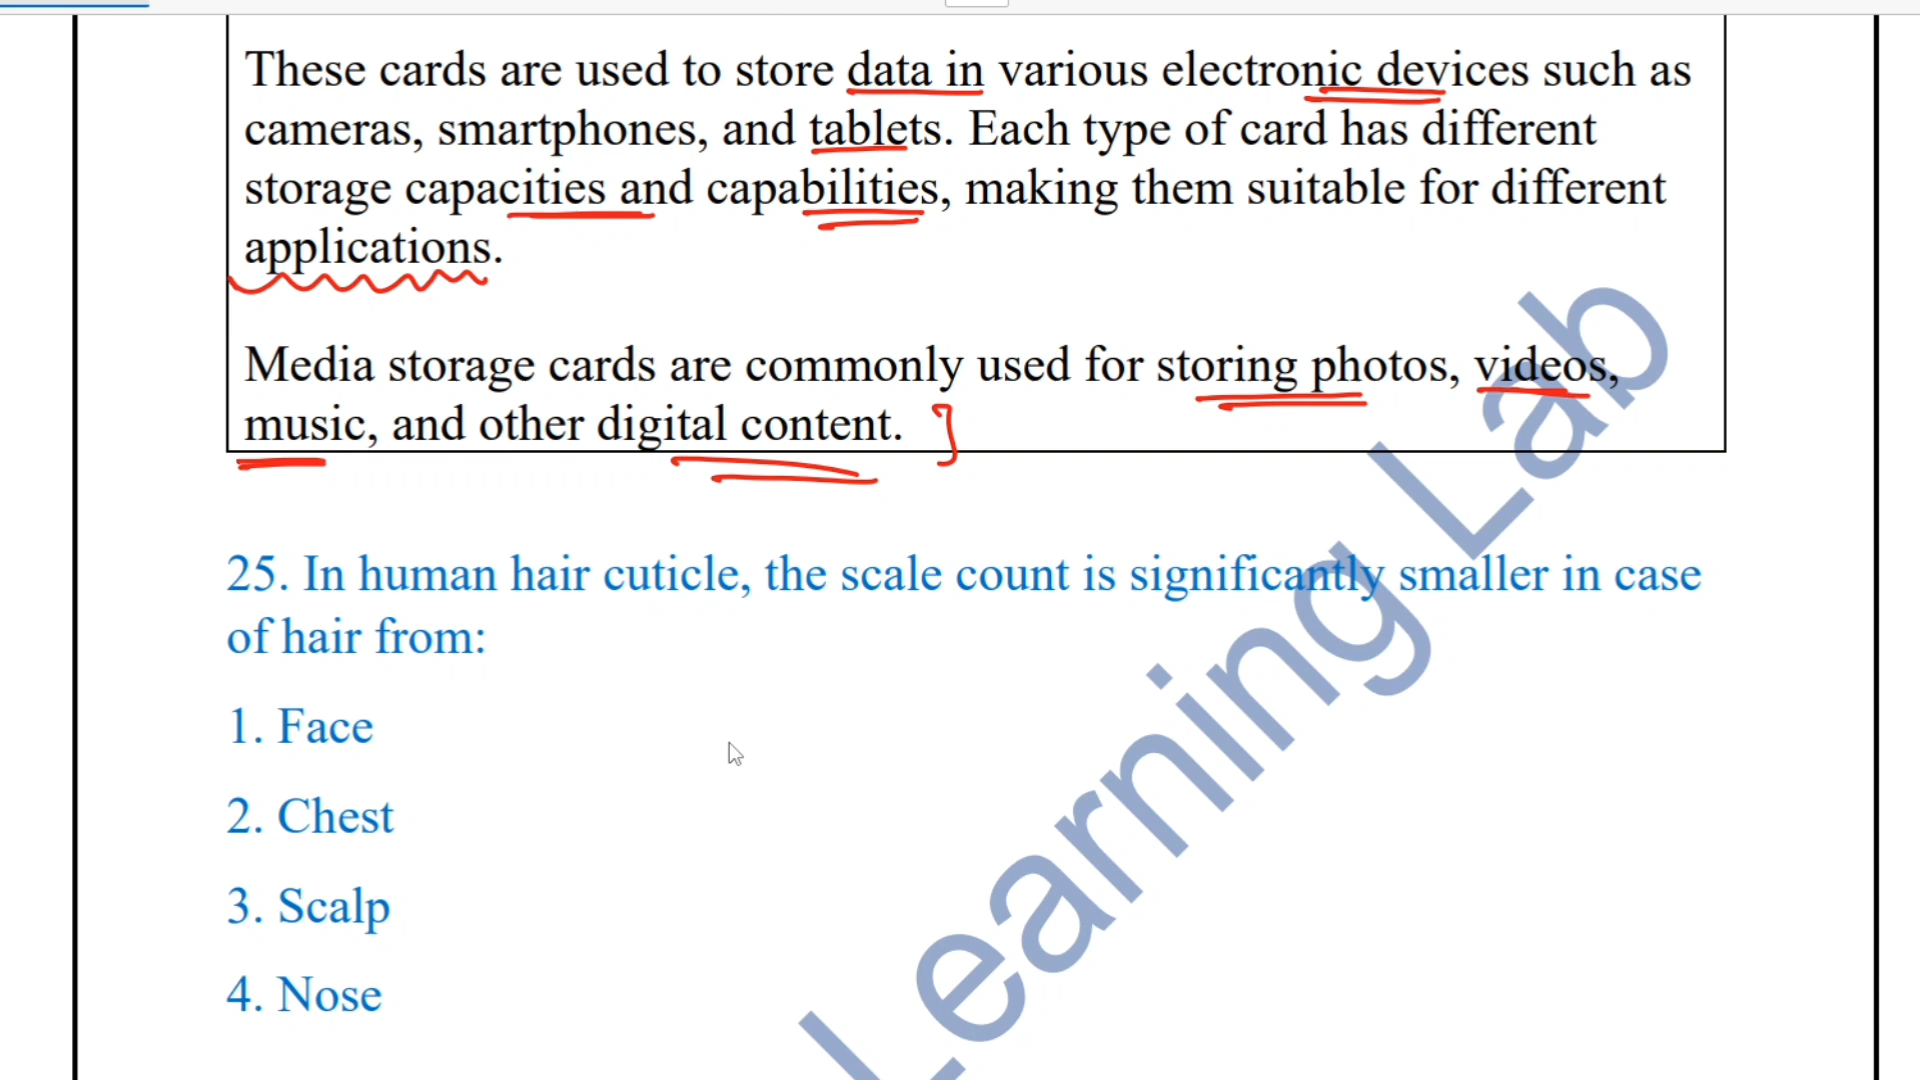 These cards are used to store data in various electronic devices such as
cameras, smartphones, and tablets. Each type of card has different
storage capacities and capabilities, making them suitable for different
applications.
Media storage cards are commonly used for storing photos, videos,
music, and other digital content.
25. In human hair cuticle, the scale count is significantly smaller in case
of hair from:
1. Face
2. Chest
3. Scalp
4. Nose
Learning Lab